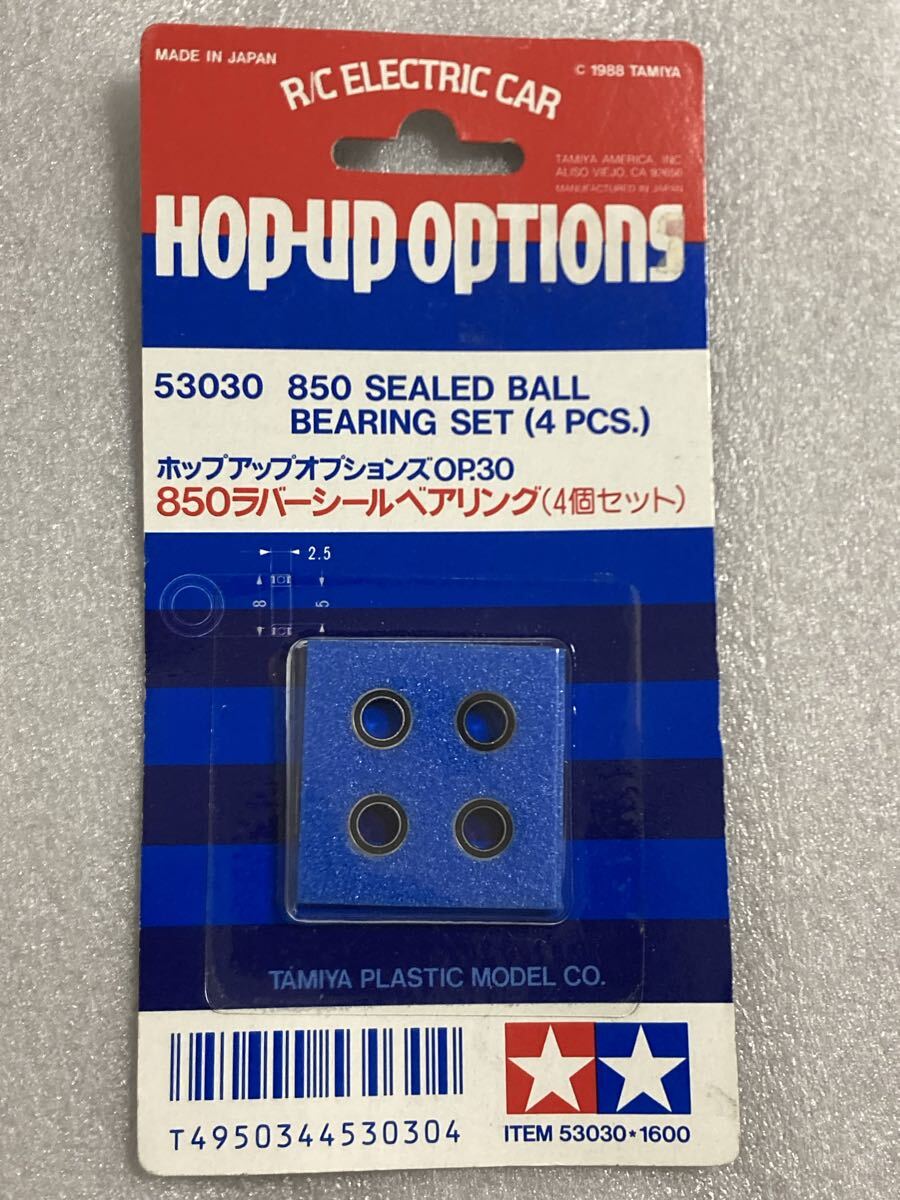 MADE IN JAPAN
© 1988 TAMIYA
R/C ELECTRIC CAR
TAMIYA AMERICA, INC
ALISO VIEJO, CA 92656
MANUFACTURED IN JAPAN
HOP-UP OPTIONS
53030 850 SEALED BALL
BEARING SET (4 PCS.)
ホップアップオプションズOP.30
850ラバーシールベアリング(4個セット)
2.5
8
5
TAMIYA PLASTIC MODEL CO.
T4950344530304
ITEM 53030*1600